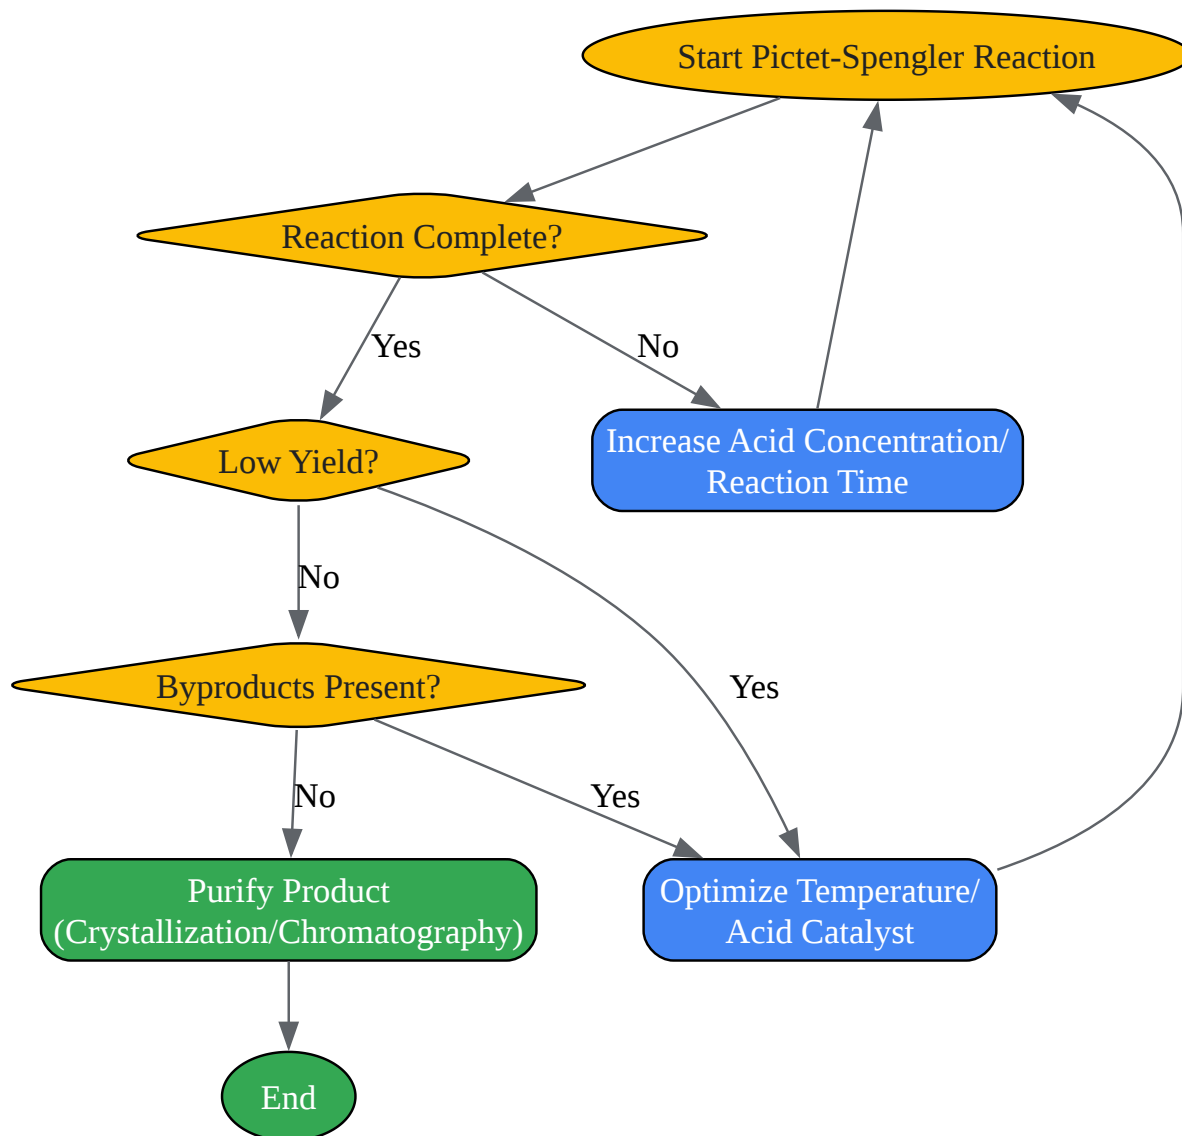 Start Pictet-Spengler Reaction
Reaction Complete?
Yes
No
Low Yield?
Increase Acid Concentration/
Reaction Time
No
Byproducts Present?
Yes
No
Yes
Purify Product
(Crystallization/Chromatography)
Optimize Temperature/
Acid Catalyst
End